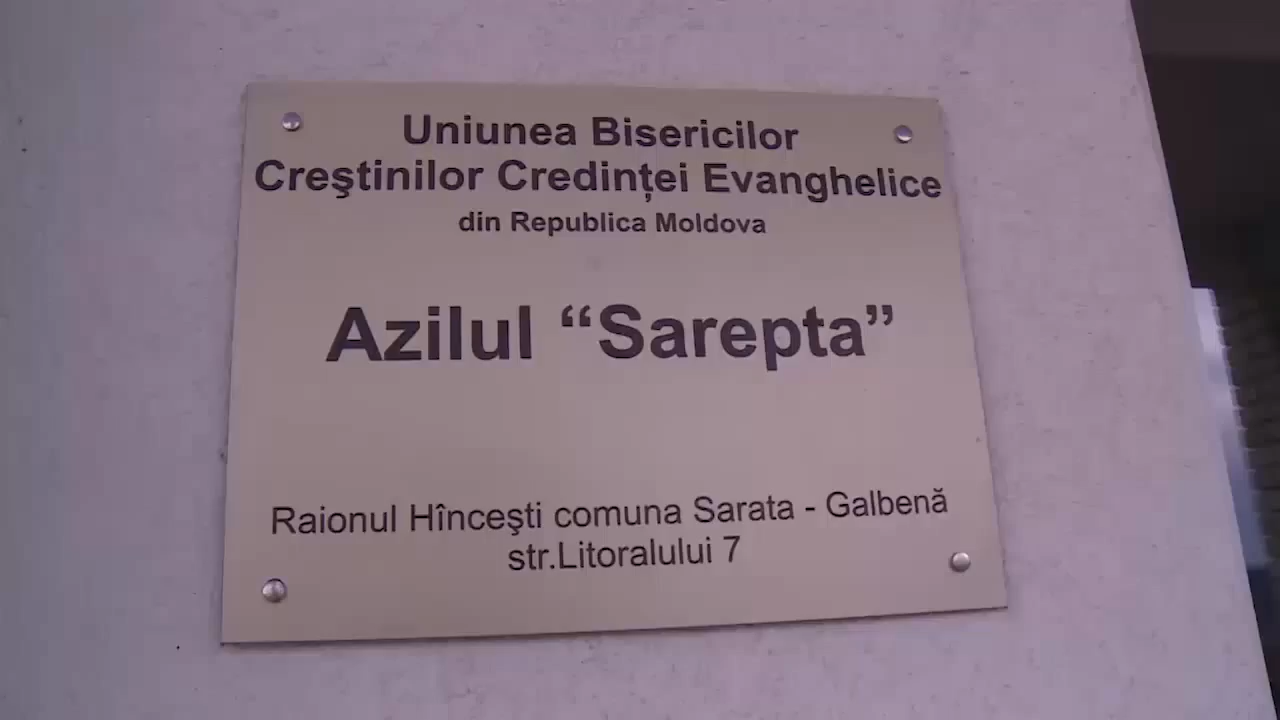 Uniunea Bisericilor
Creştinilor Credinţei Evanghelice
din Republica Moldova
Azilul “Sarepta”
Raionul Hînceşti comuna Sarata - Galbenă
str.Litoralului 7